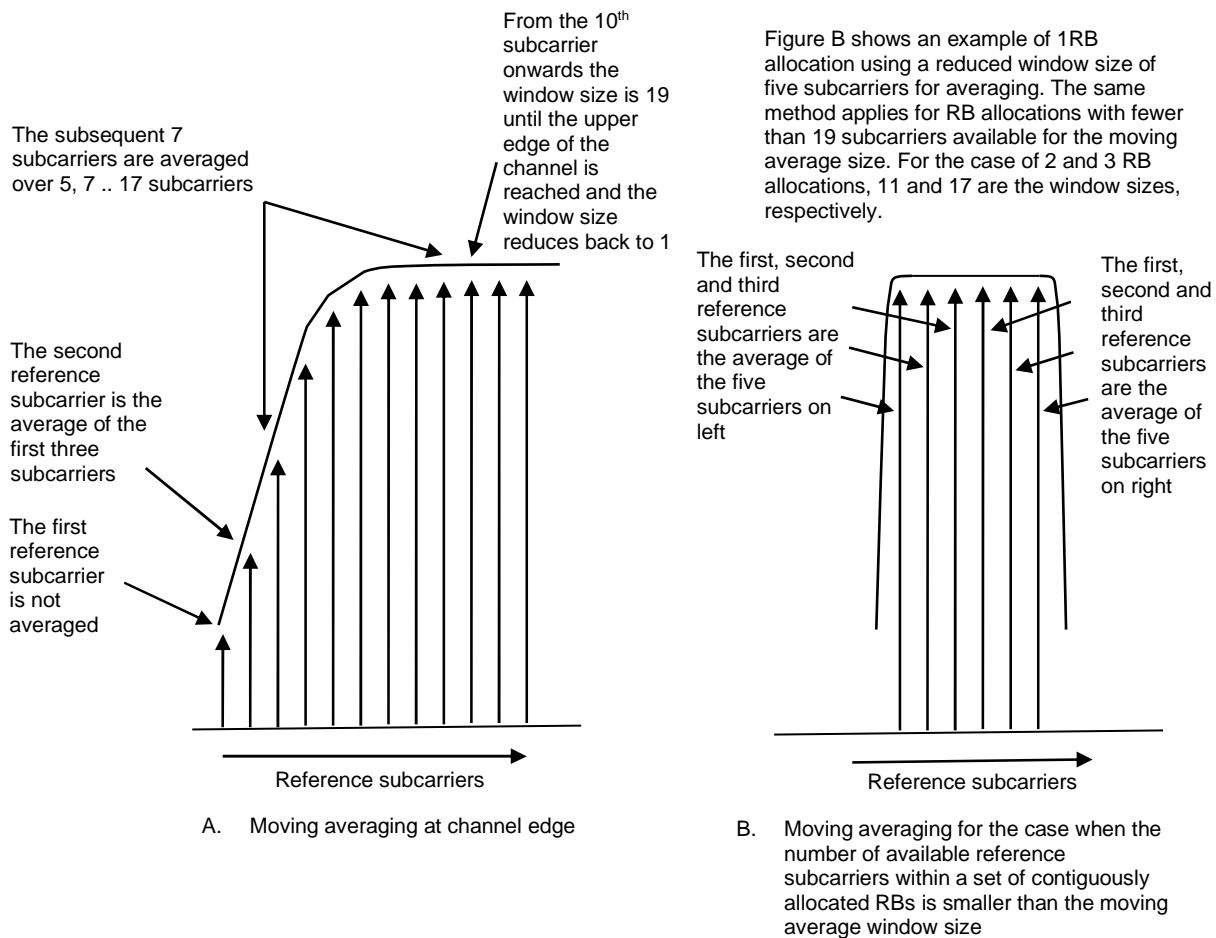 From the 10th
subcarrier
onwards the
window size is 19
until the upper
edge of the
channel is
reached and the
window size
reduces back to 1
The subsequent 7
subcarriers are averaged
over 5, 7 .. 17 subcarriers
The second
reference
subcarrier is the
average of the
first three
subcarriers
The first
reference
subcarrier
is not
averaged
Reference subcarriers
A. Moving averaging at channel edge
Figure B shows an example of 1RB
allocation using a reduced window size of
five subcarriers for averaging. The same
method applies for RB allocations with fewer
than 19 subcarriers available for the moving
average size. For the case of 2 and 3 RB
allocations, 11 and 17 are the window sizes,
respectively.
The first, second
and third
reference
subcarriers are
the average of
the five
subcarriers on
left
The first,
second and
third
reference
subcarriers
are the
average of
the five
subcarriers
on right
Reference subcarriers
B. Moving averaging for the case when the
number of available reference
subcarriers within a set of contiguously
allocated RBs is smaller than the moving
average window size